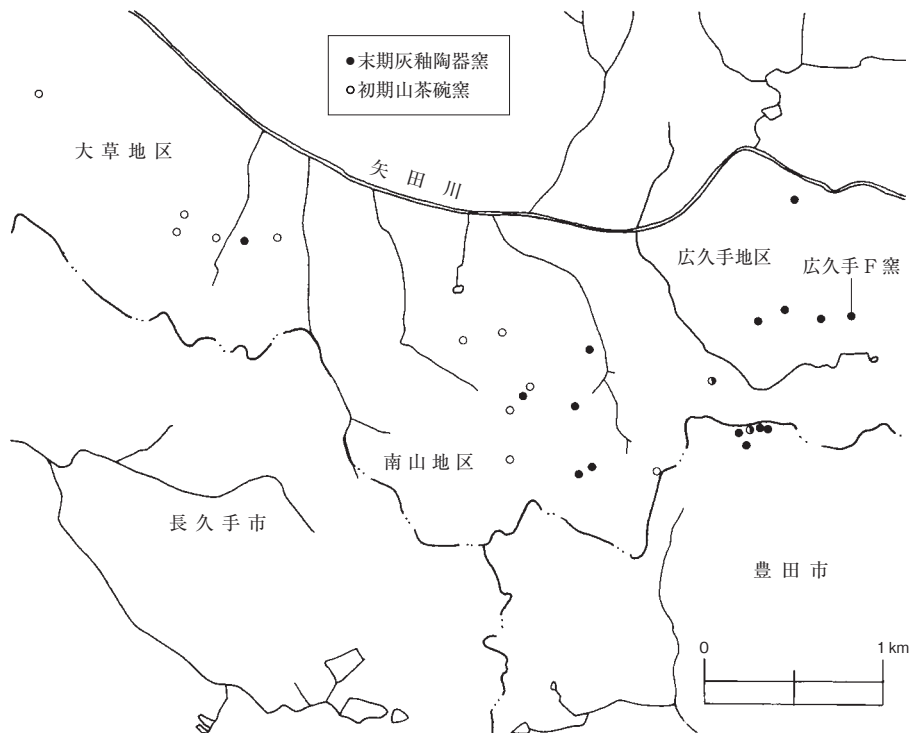 ●末期灰釉陶器窯
○初期山茶碗窯
大草地区
矢田川
広久手地区
広久手F窯
南山地区
長久手市
豊田市
0
1 km